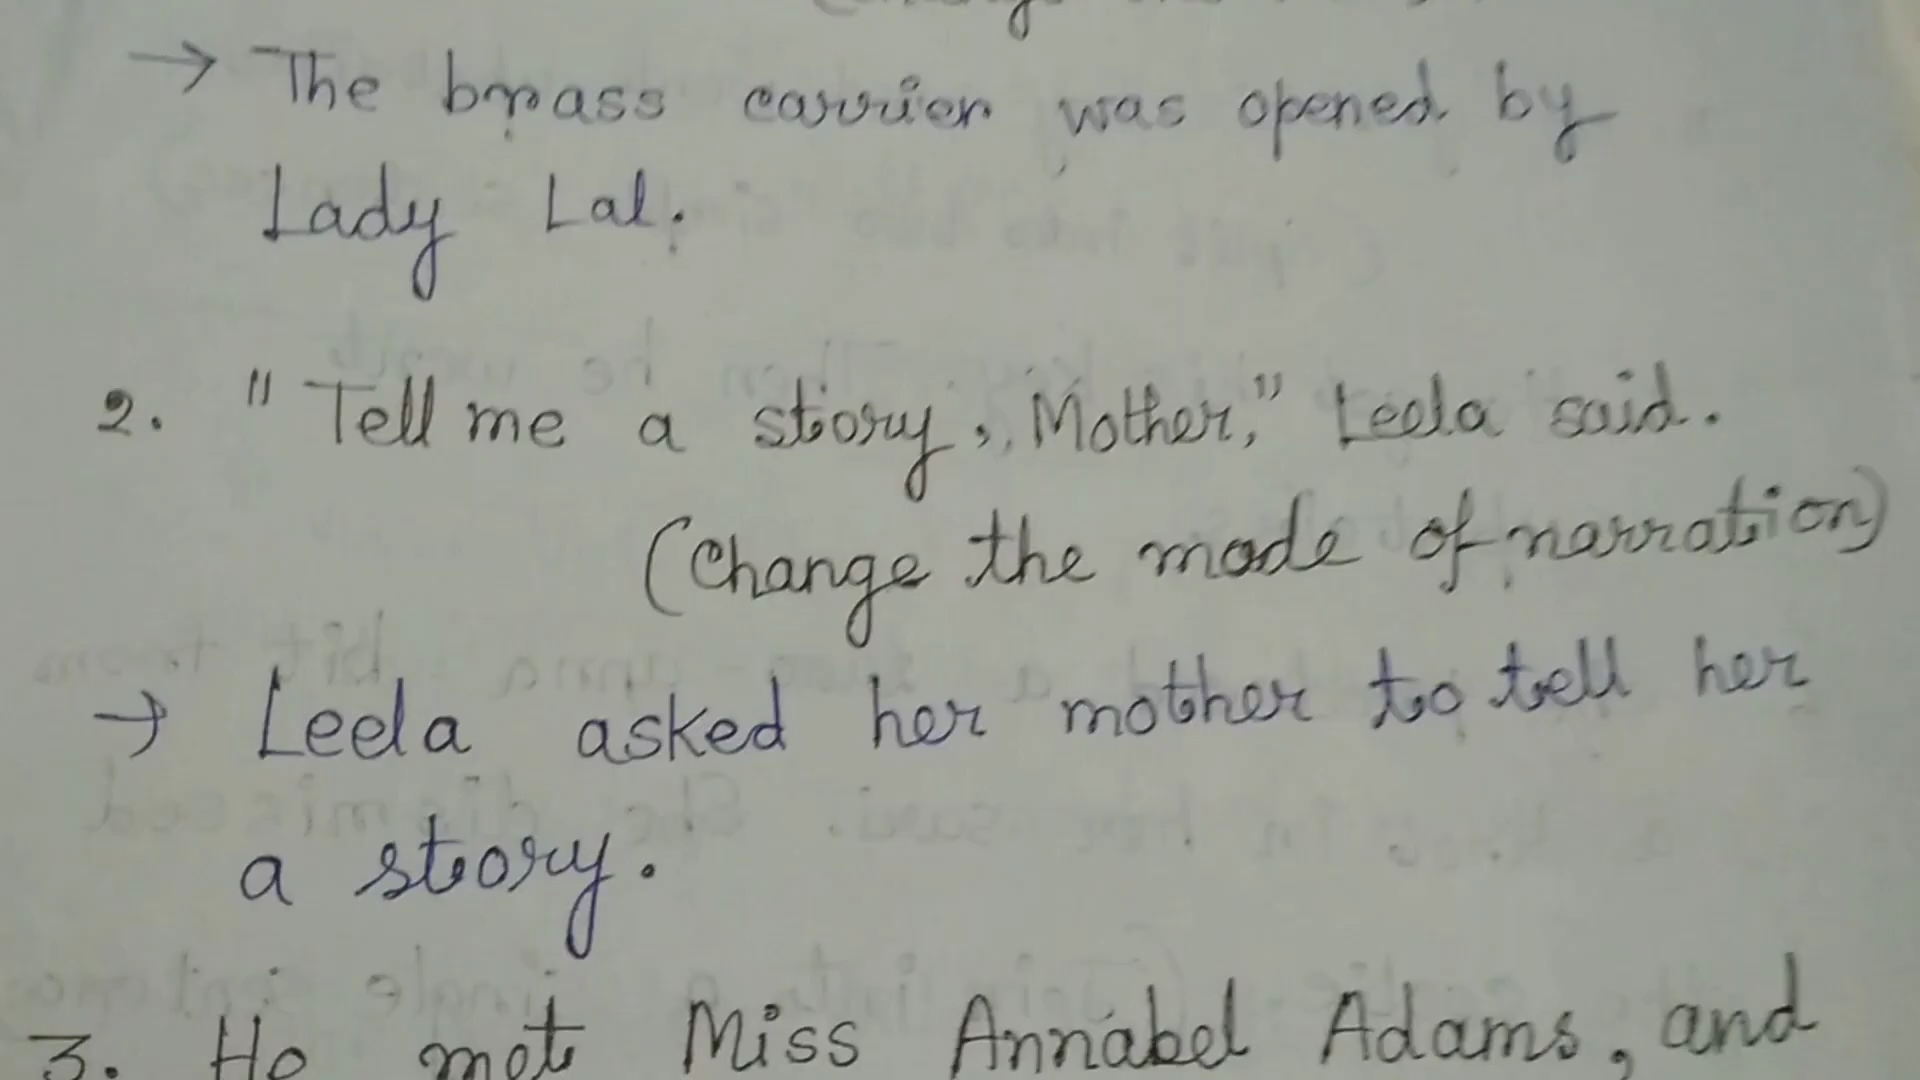 → The brass carrier was opened by
Lady Lal.
2. "Tell me a story, Mother," Leela said.
(Change the mode of narration)
→ Leela asked her mother to tell her
a story.
3. He met Miss Annabel Adams, and